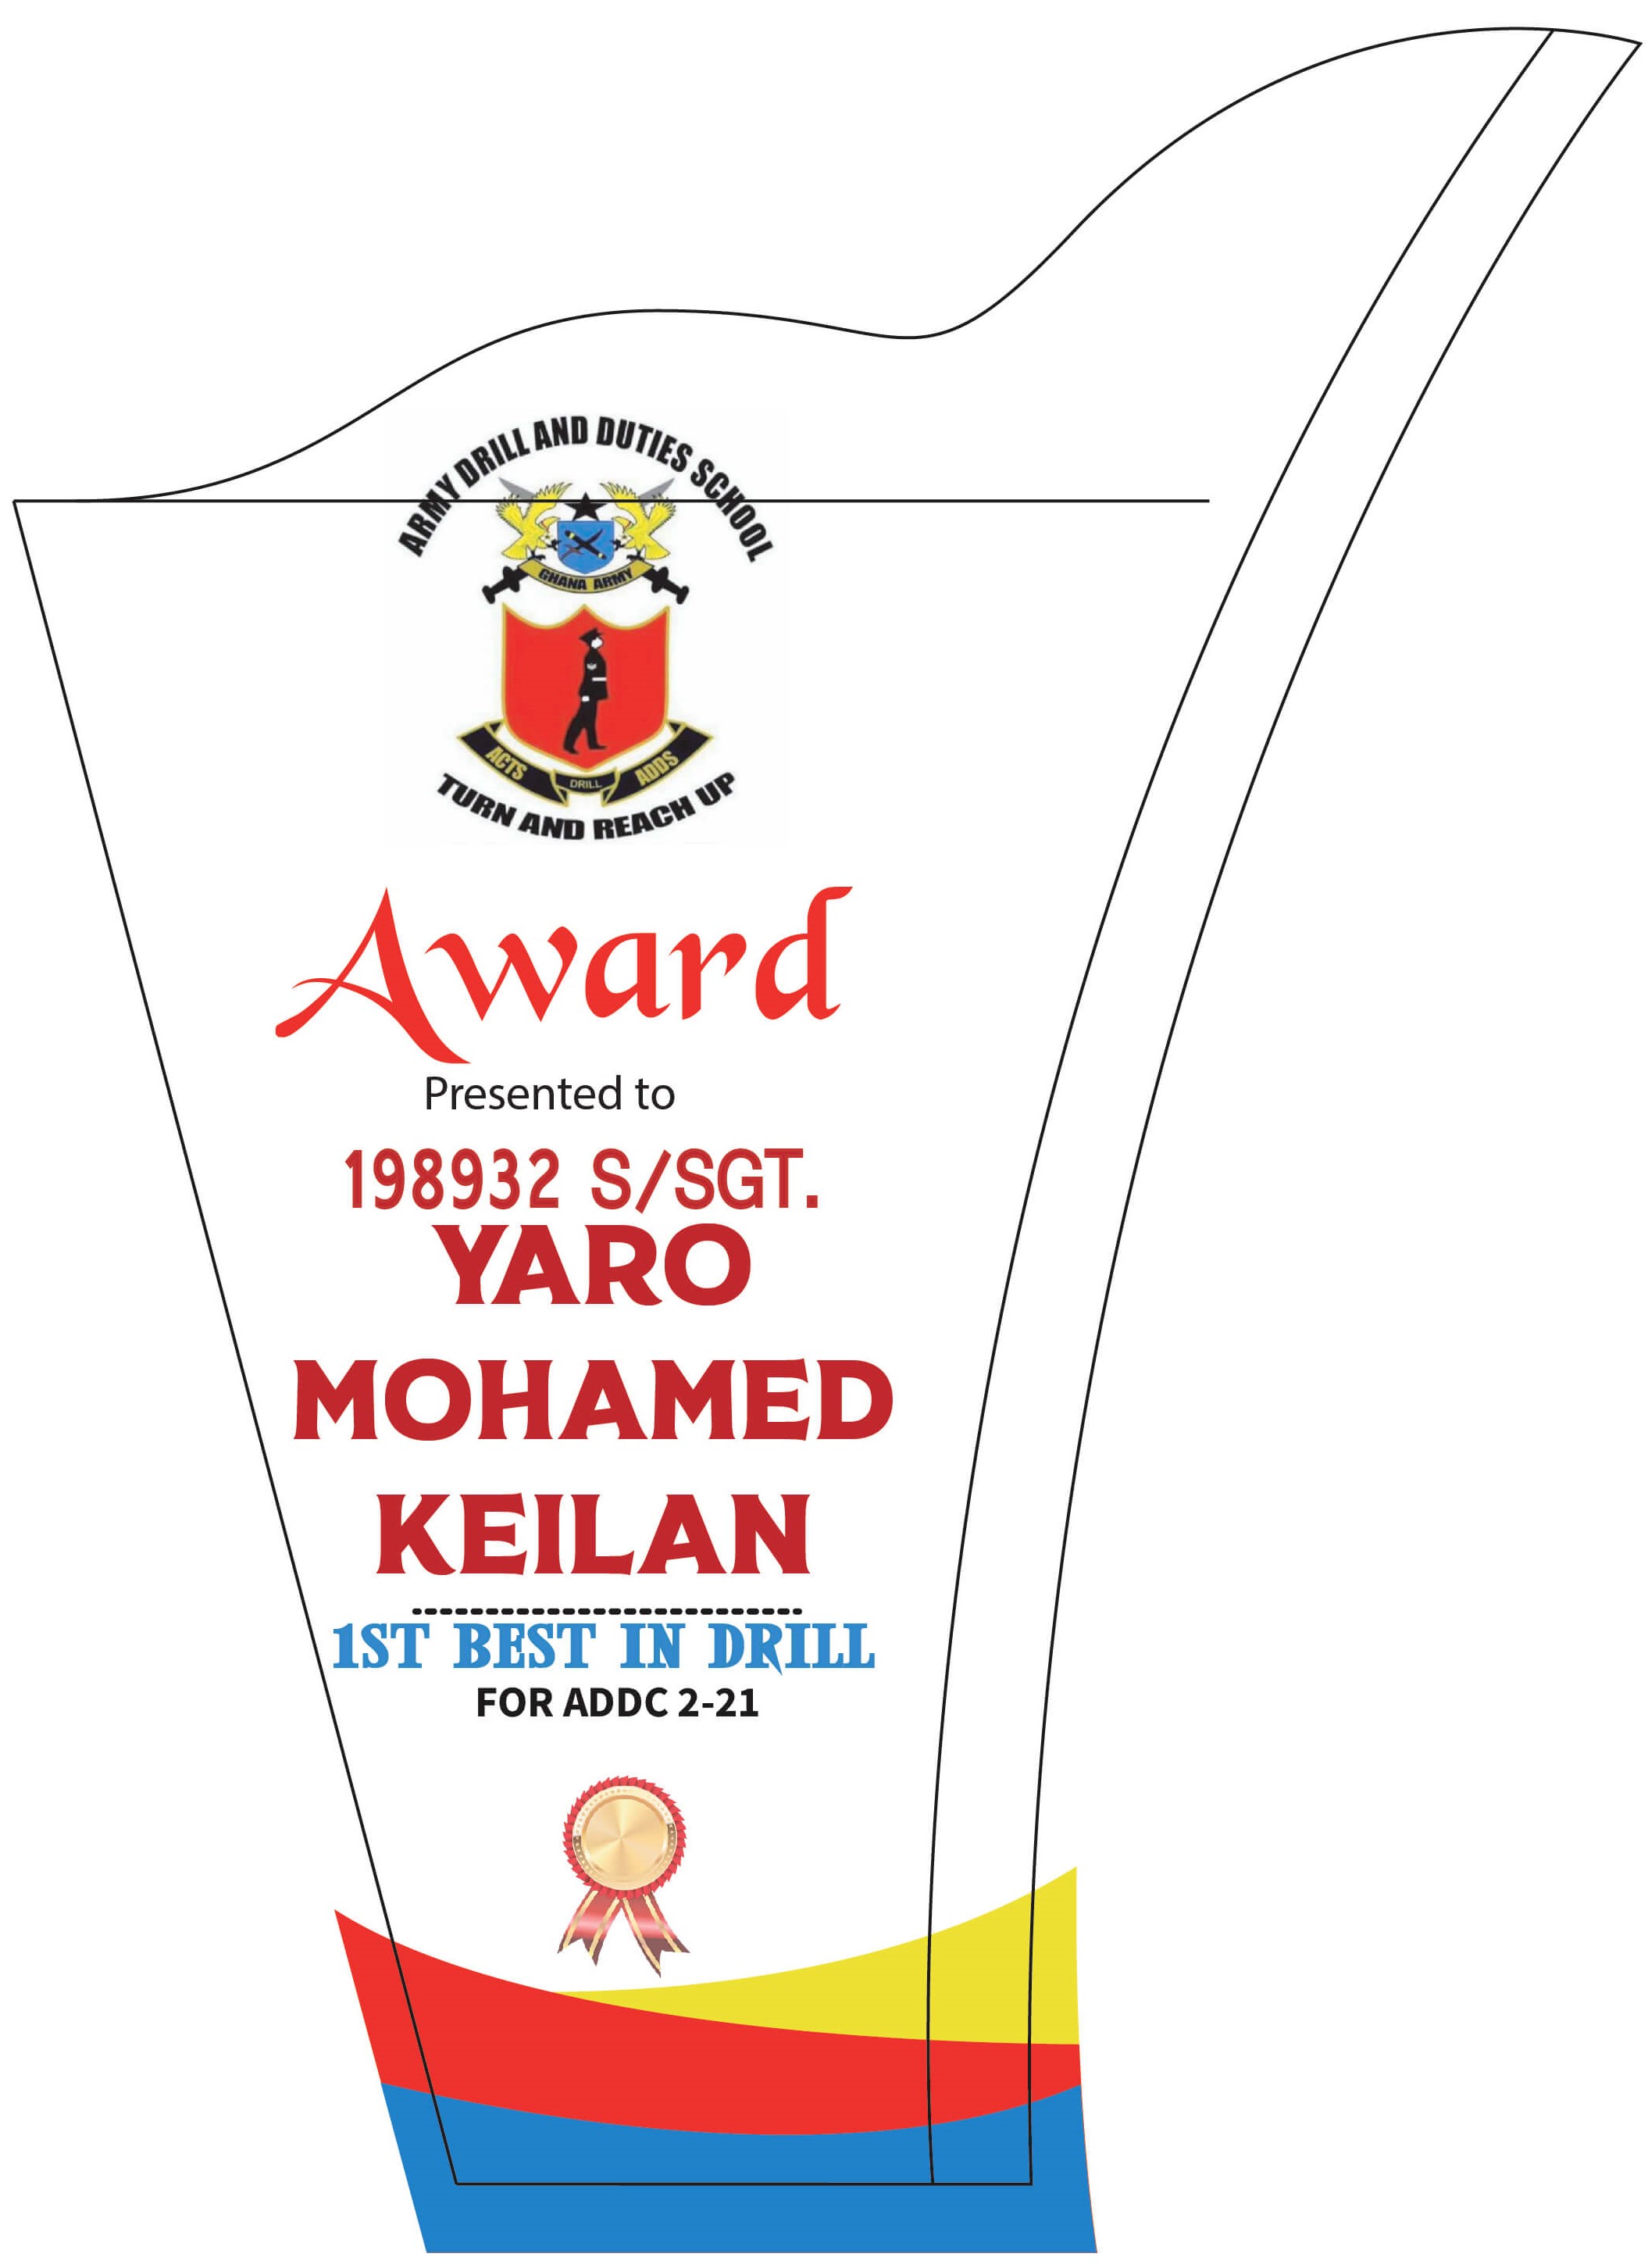 ARMY DRILL AND DUTIES SCHOOL
GHANA ARMY
ACTS DRILL ADDS
TURN AND REACH UP
Award
Presented to
198932 S/SGT.
YARO
MOHAMED
KEILAN
1ST BEST IN DRILL
FOR ADDC 2-21